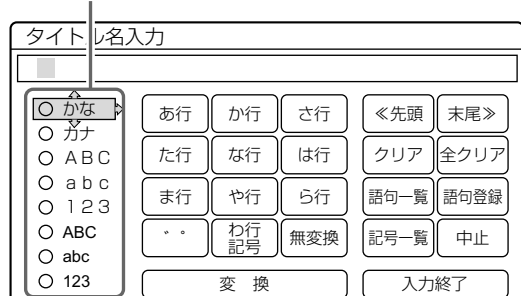 タイトル名入力
かな
カナ
ＡＢＣ
ａｂｃ
１２３
ABC
abc
123
あ行 か行 さ行
た行 な行 は行
ま行 や行 ら行
゛゜ わ行 記号 無変換
変 換
≪先頭 末尾≫
クリア 全クリア
語句一覧 語句登録
記号一覧 中止
入力終了